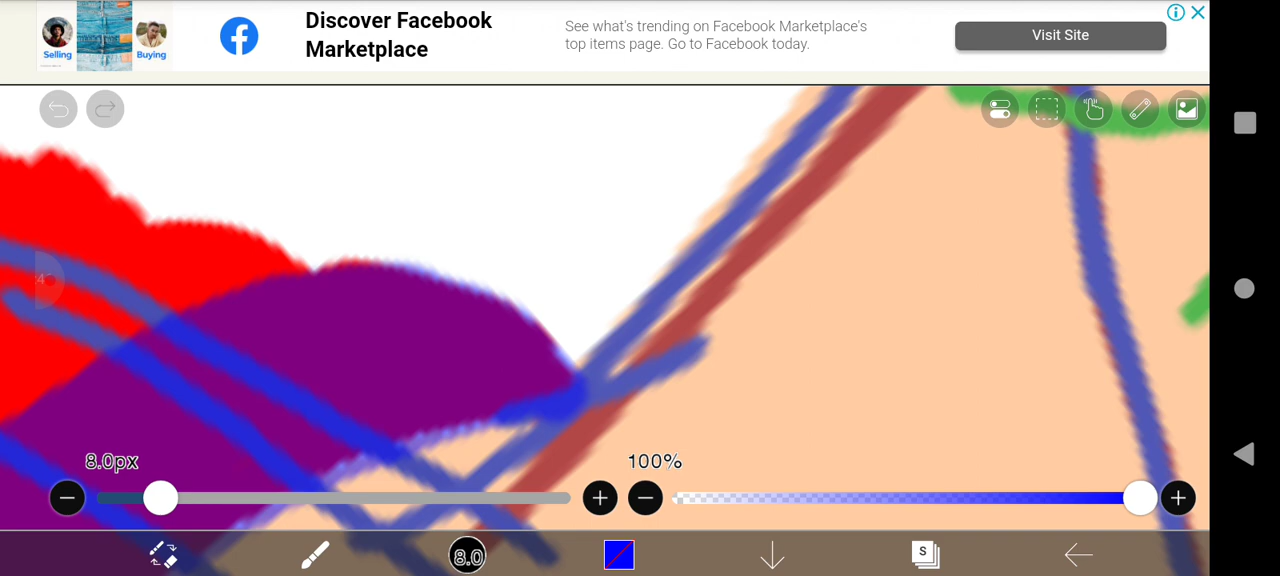 Selling
Buying
Discover Facebook
Marketplace
See what's trending on Facebook Marketplace's
top items page. Go to Facebook today.
Visit Site
8.0px
100%
8.0
S